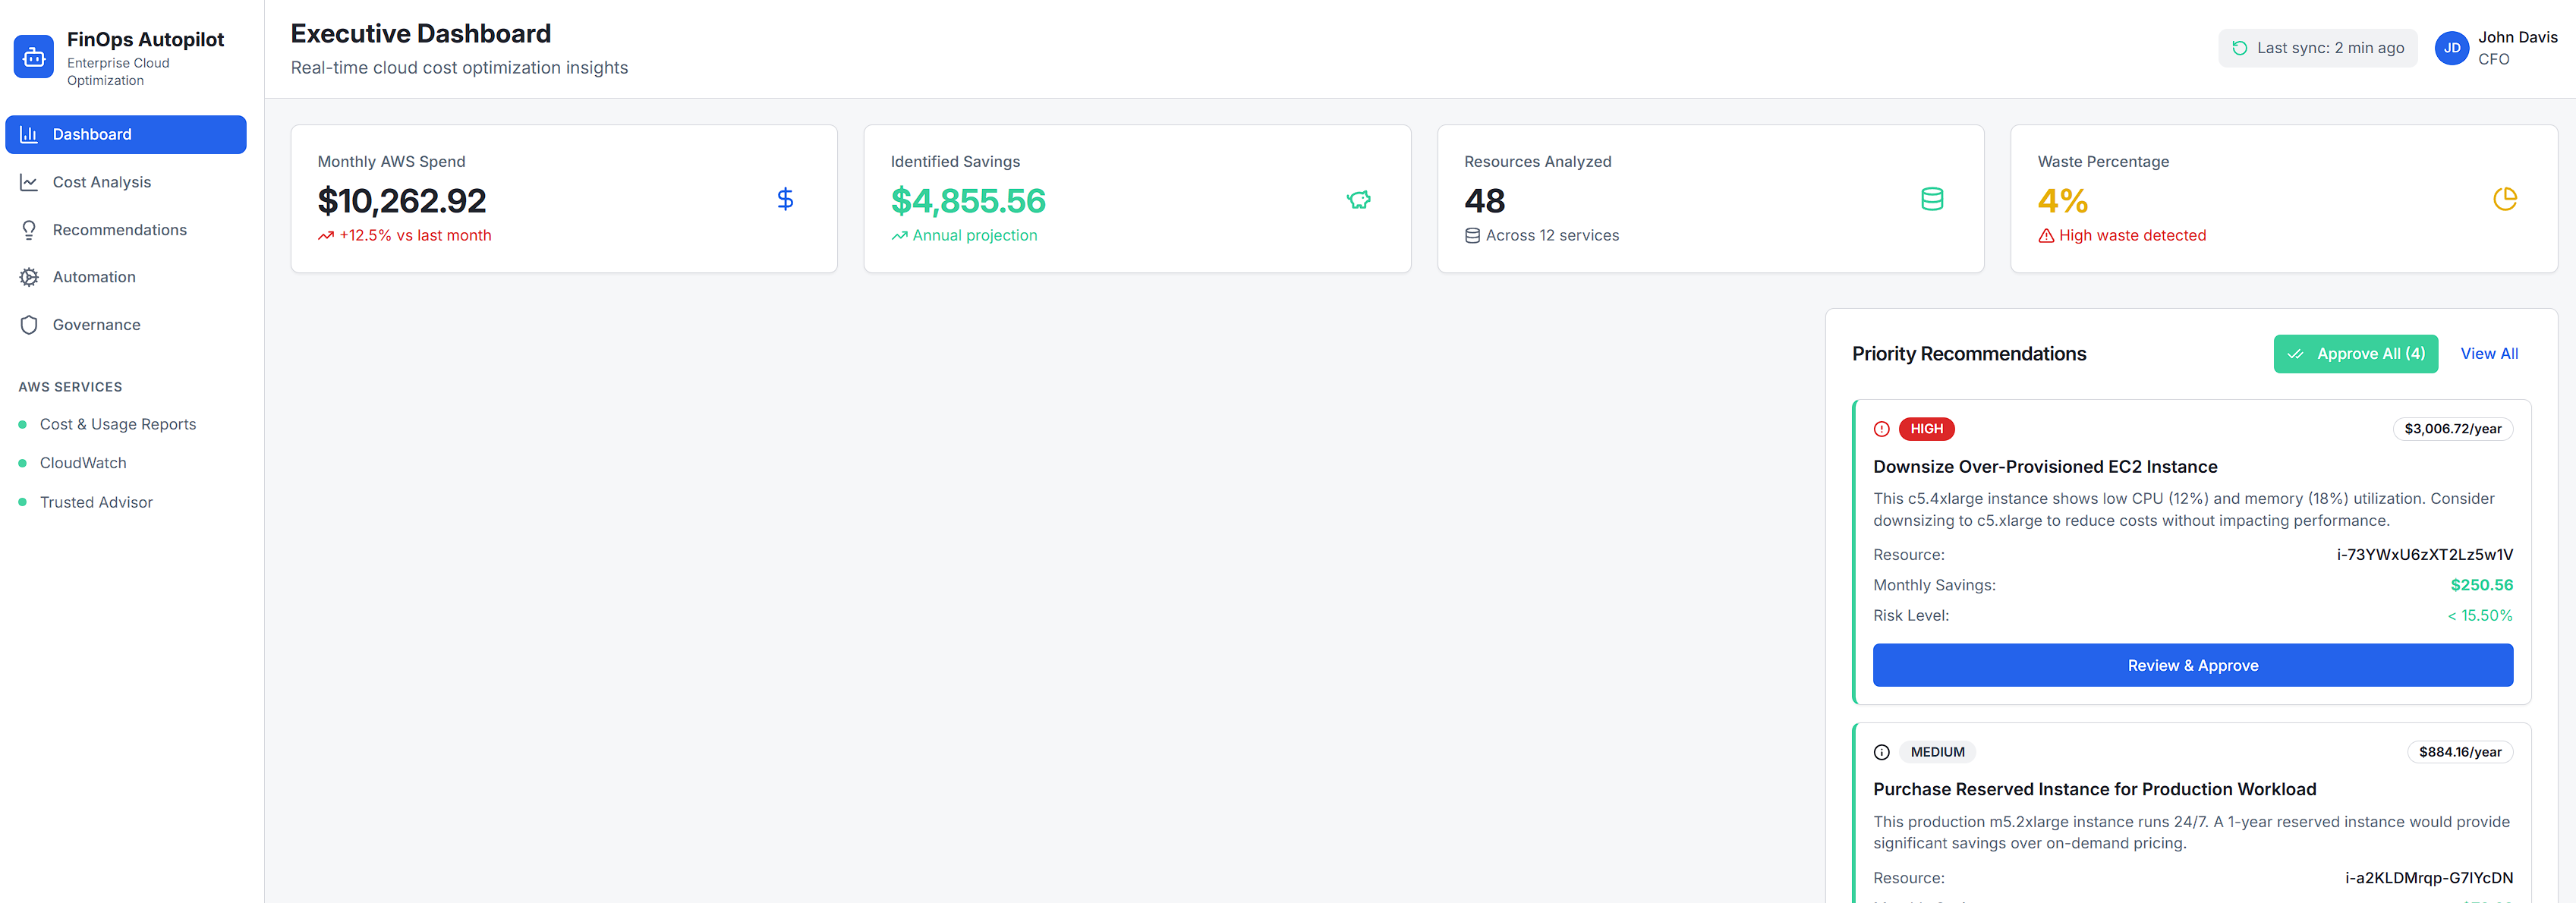 FinOps Autopilot
Enterprise Cloud
Optimization
Dashboard
Cost Analysis
Recommendations
Automation
Governance
AWS SERVICES
Cost & Usage Reports
CloudWatch
Trusted Advisor
Executive Dashboard
Real-time cloud cost optimization insights
Last sync: 2 min ago
JD
John Davis
CFO
Monthly AWS Spend
$10,262.92
+12.5% vs last month
Identified Savings
$4,855.56
Annual projection
Resources Analyzed
48
Across 12 services
Waste Percentage
4%
High waste detected
Priority Recommendations
Approve All (4)
View All
HIGH
$3,006.72/year
Downsize Over-Provisioned EC2 Instance
This c5.4xlarge instance shows low CPU (12%) and memory (18%) utilization. Consider
downsizing to c5.xlarge to reduce costs without impacting performance.
Resource: i-73YWxU6zXT2Lz5w1V
Monthly Savings: $250.56
Risk Level: < 15.50%
Review & Approve
MEDIUM
$884.16/year
Purchase Reserved Instance for Production Workload
This production m5.2xlarge instance runs 24/7. A 1-year reserved instance would provide
significant savings over on-demand pricing.
Resource: i-a2KLDMrqp-G7IYcDN